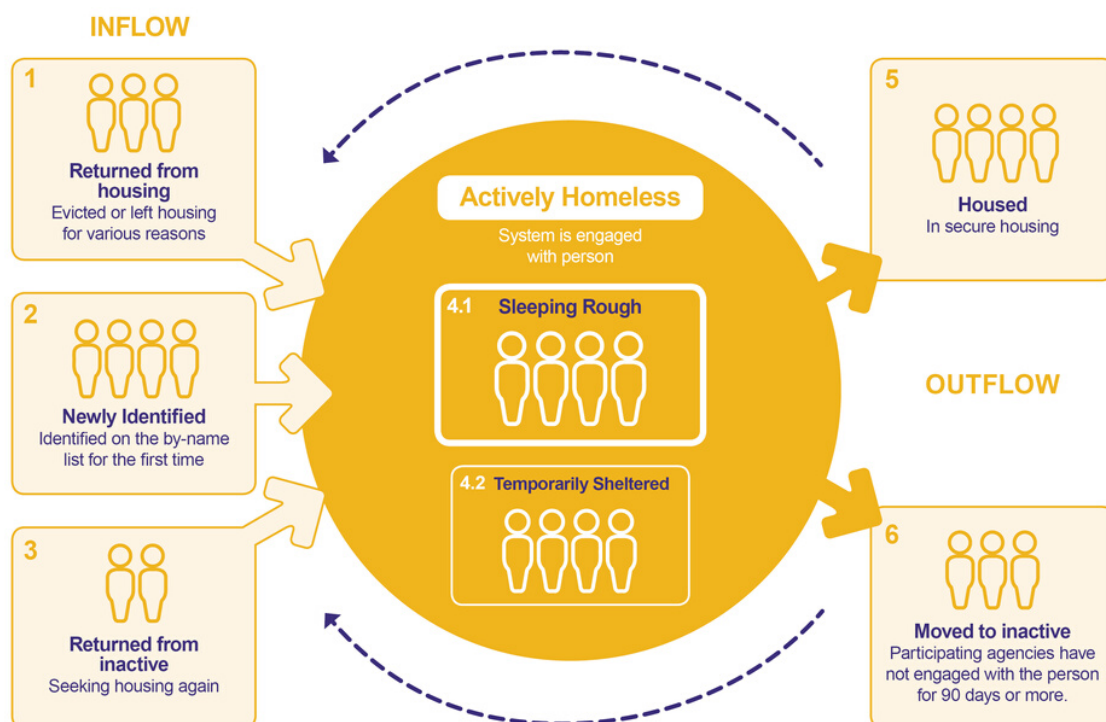 INFLOW
1
Returned from
housing
Evicted or left housing
for various reasons
2
Newly Identified
Identified on the by-name
list for the first time
3
Returned from
inactive
Seeking housing again
Actively Homeless
System is engaged
with person
4.1 Sleeping Rough
4.2 Temporarily Sheltered
5
Housed
In secure housing
OUTFLOW
6
Moved to inactive
Participating agencies have
not engaged with the person
for 90 days or more.